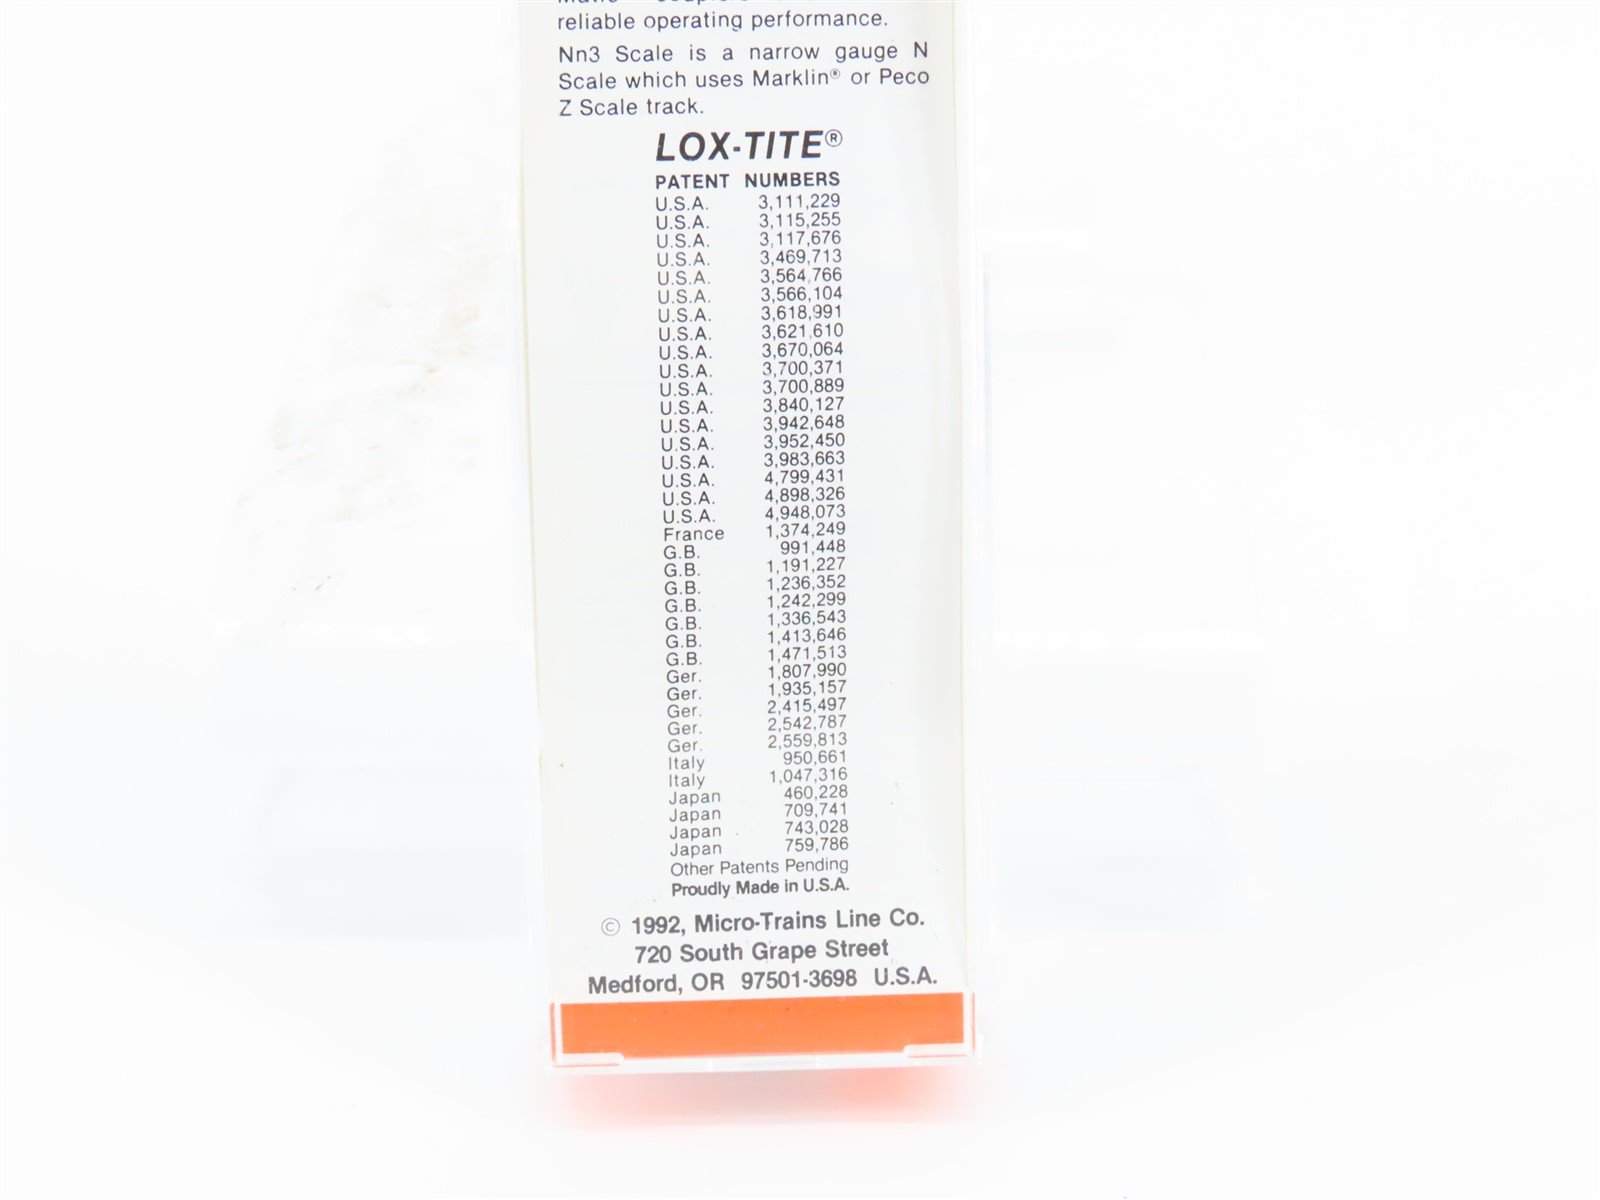 reliable operating performance.
Nn3 Scale is a narrow gauge N
Scale which uses Marklin® or Peco
Z Scale track.
LOX-TITE®
PATENT NUMBERS
U.S.A. 3,111,229
U.S.A. 3,115,255
U.S.A. 3,117,676
U.S.A. 3,469,713
U.S.A. 3,564,766
U.S.A. 3,566,104
U.S.A. 3,618,991
U.S.A. 3,621,610
U.S.A. 3,670,064
U.S.A. 3,700,371
U.S.A. 3,700,889
U.S.A. 3,840,127
U.S.A. 3,942,648
U.S.A. 3,952,450
U.S.A. 3,983,663
U.S.A. 4,799,431
U.S.A. 4,898,326
U.S.A. 4,948,073
France 1,374,249
G.B. 991,448
G.B. 1,191,227
G.B. 1,236,352
G.B. 1,242,299
G.B. 1,336,543
G.B. 1,413,646
G.B. 1,471,513
Ger. 1,807,990
Ger. 1,935,157
Ger. 2,415,497
Ger. 2,542,787
Ger. 2,559,813
Italy 950,661
Italy 1,047,316
Japan 460,228
Japan 709,741
Japan 743,028
Japan 759,786
Other Patents Pending
Proudly Made in U.S.A.
© 1992, Micro-Trains Line Co.
720 South Grape Street
Medford, OR 97501-3698 U.S.A.